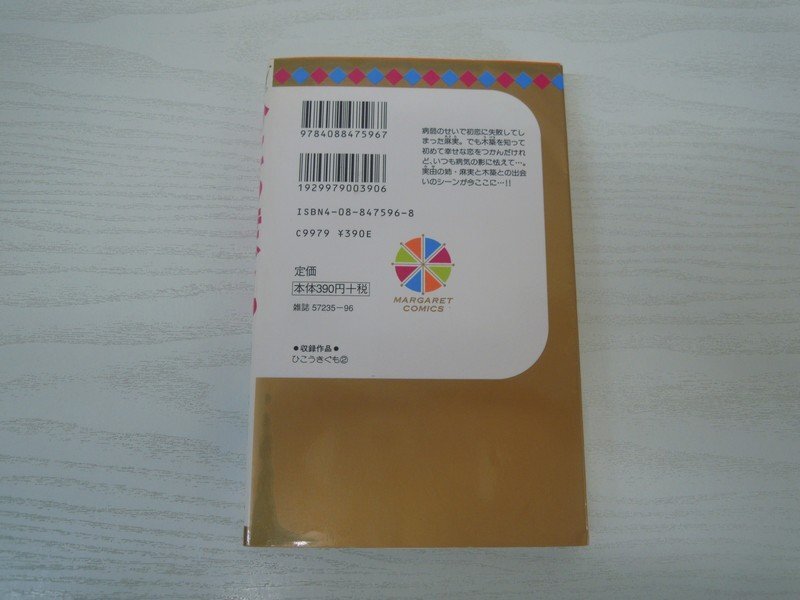 9784088475967
1929979003906
ISBN4-08-847596-8
C9979 ¥390E
定価
本体390円+税
雑誌 57235-96
●収録作品●
ひこうきぐも②
病弱のせいで初恋に失敗してし
まった麻実。でも木築を知って
初めて幸せな恋をつかんだけれ
ど、いつも病気の影に怯えて…。
実由の姉・麻実と木築との出会
いのシーンが今ここに…!!
MARGARET
COMICS